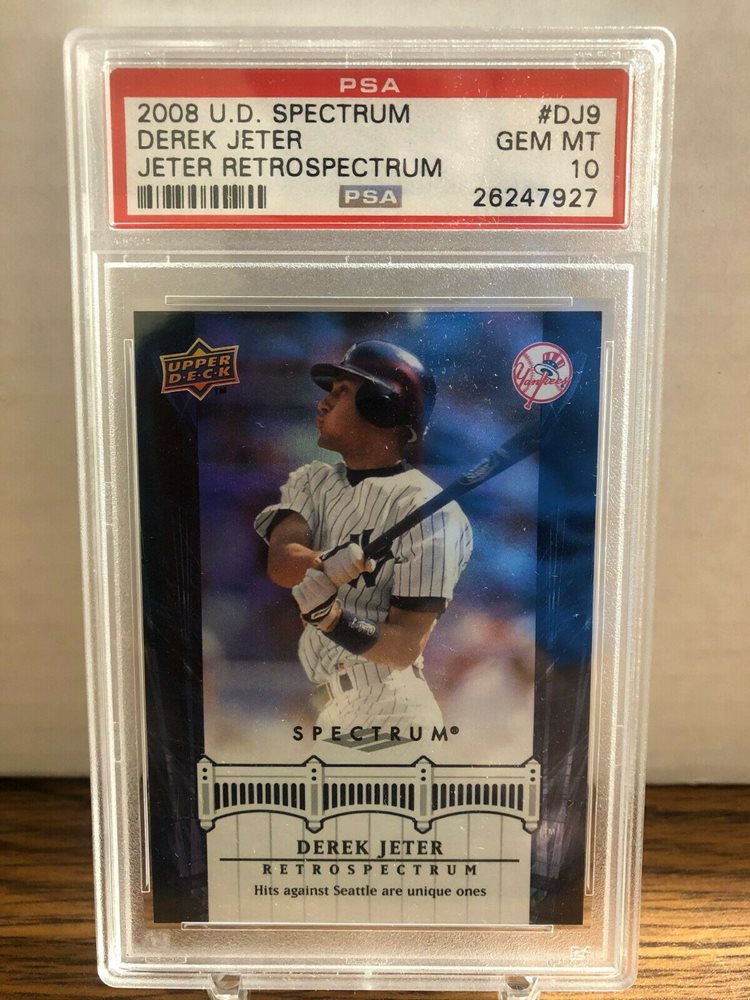 PSA
2008 U.D. SPECTRUM #DJ9
DEREK JETER GEM MT
JETER RETROSPECTRUM 10
PSA 26247927
UPPER
D·E·C·K
TM
Yankees
SPECTRUM®
DEREK JETER
RETROSPECTRUM
Hits against Seattle are unique ones